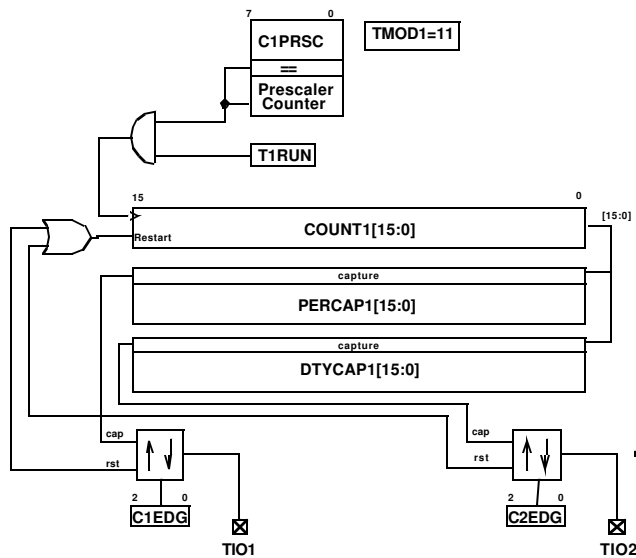 7 0
C1PRSC
TMOD1=11
==
Prescaler
Counter
T1RUN
15 0
[15:0]
COUNT1[15:0]
Restart
capture
PERCAP1[15:0]
capture
DTYCAP1[15:0]
cap
cap
rst
rst
2 0
2 0
C1EDG
C2EDG
TIO1
TIO2